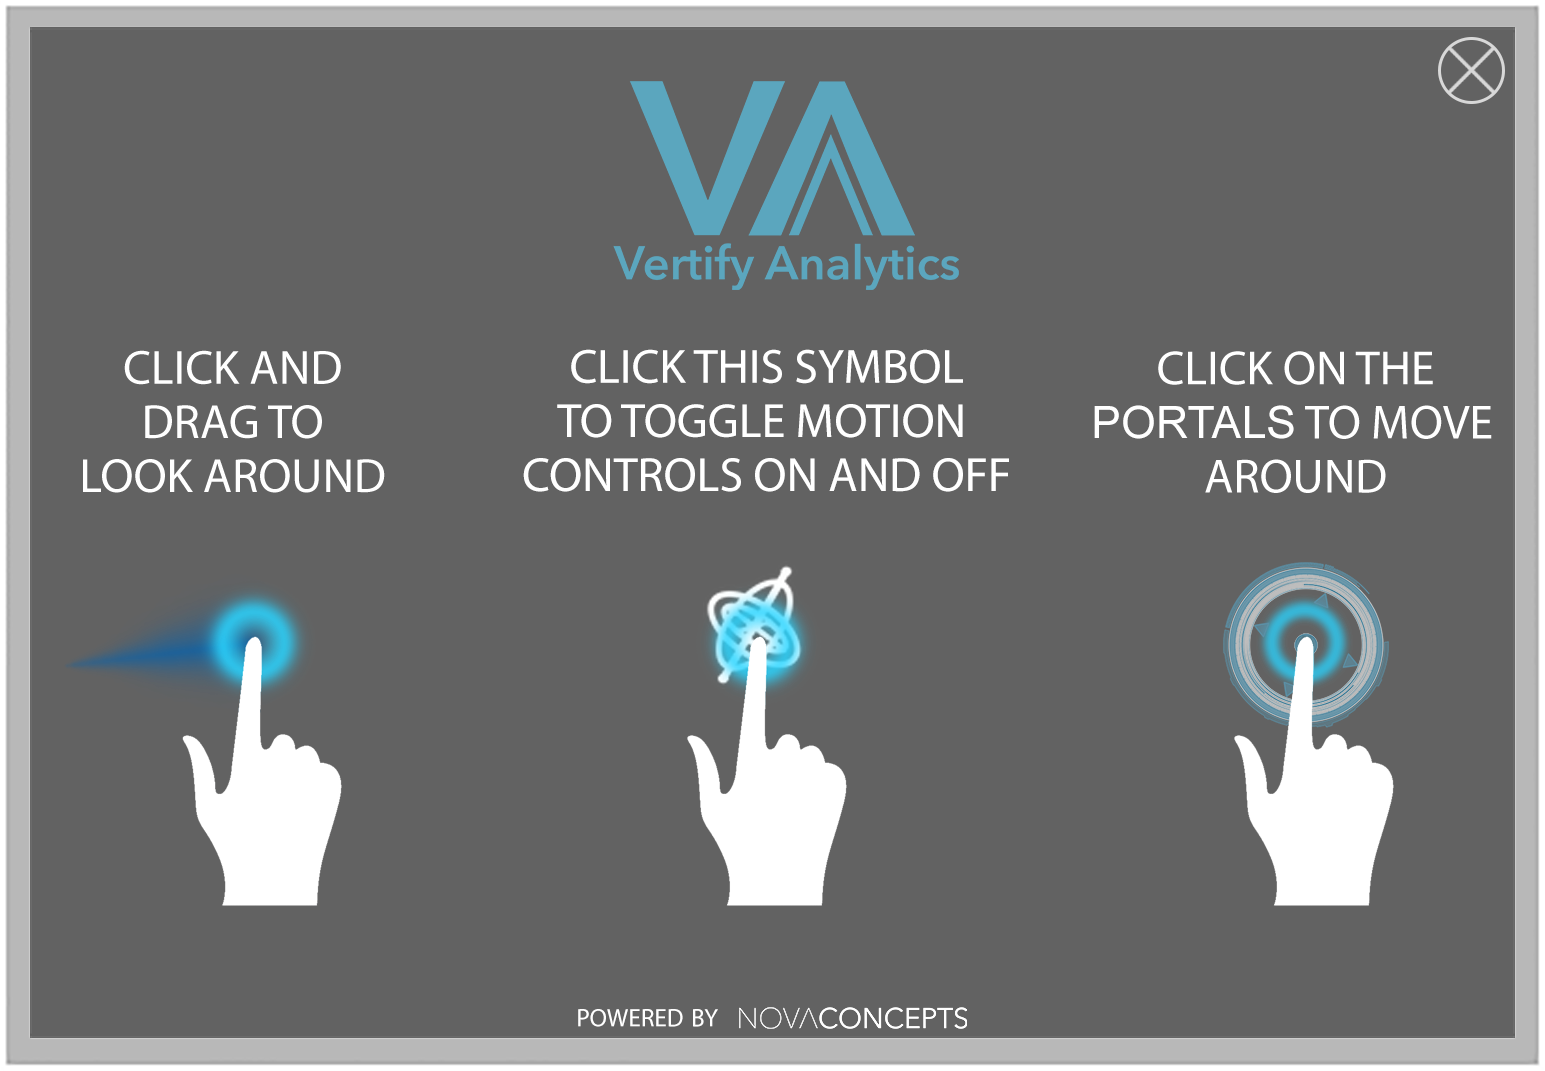 VA
Vertify Analytics
CLICK AND
DRAG TO
LOOK AROUND
CLICK THIS SYMBOL
TO TOGGLE MOTION
CONTROLS ON AND OFF
CLICK ON THE
PORTALS TO MOVE
AROUND
POWERED BY NOVACONCEPTS